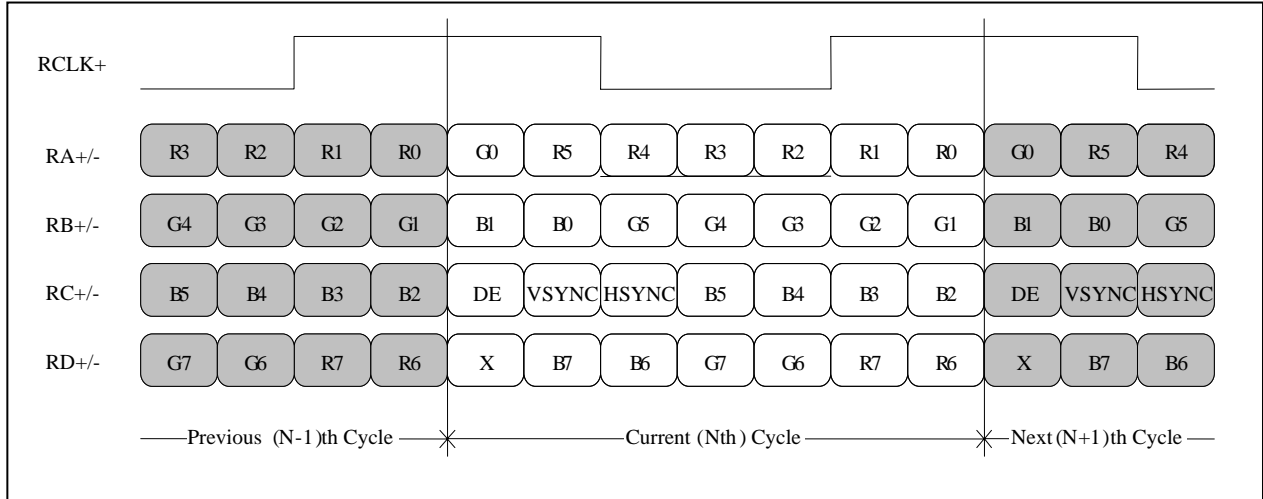 RCLK+
RA+/- R3 R2 R1 R0 G0 R5 R4 R3 R2 R1 R0 G0 R5 R4
RB+/- G4 G3 G2 G1 B1 B0 G5 G4 G3 G2 G1 B1 B0 G5
RC+/- B5 B4 B3 B2 DE VSYNC HSYNC B5 B4 B3 B2 DE VSYNC HSYNC
RD+/- G7 G6 R7 R6 X B7 B6 G7 G6 R7 R6 X B7 B6
Previous (N-1)th Cycle Current (Nth) Cycle Next (N+1)th Cycle